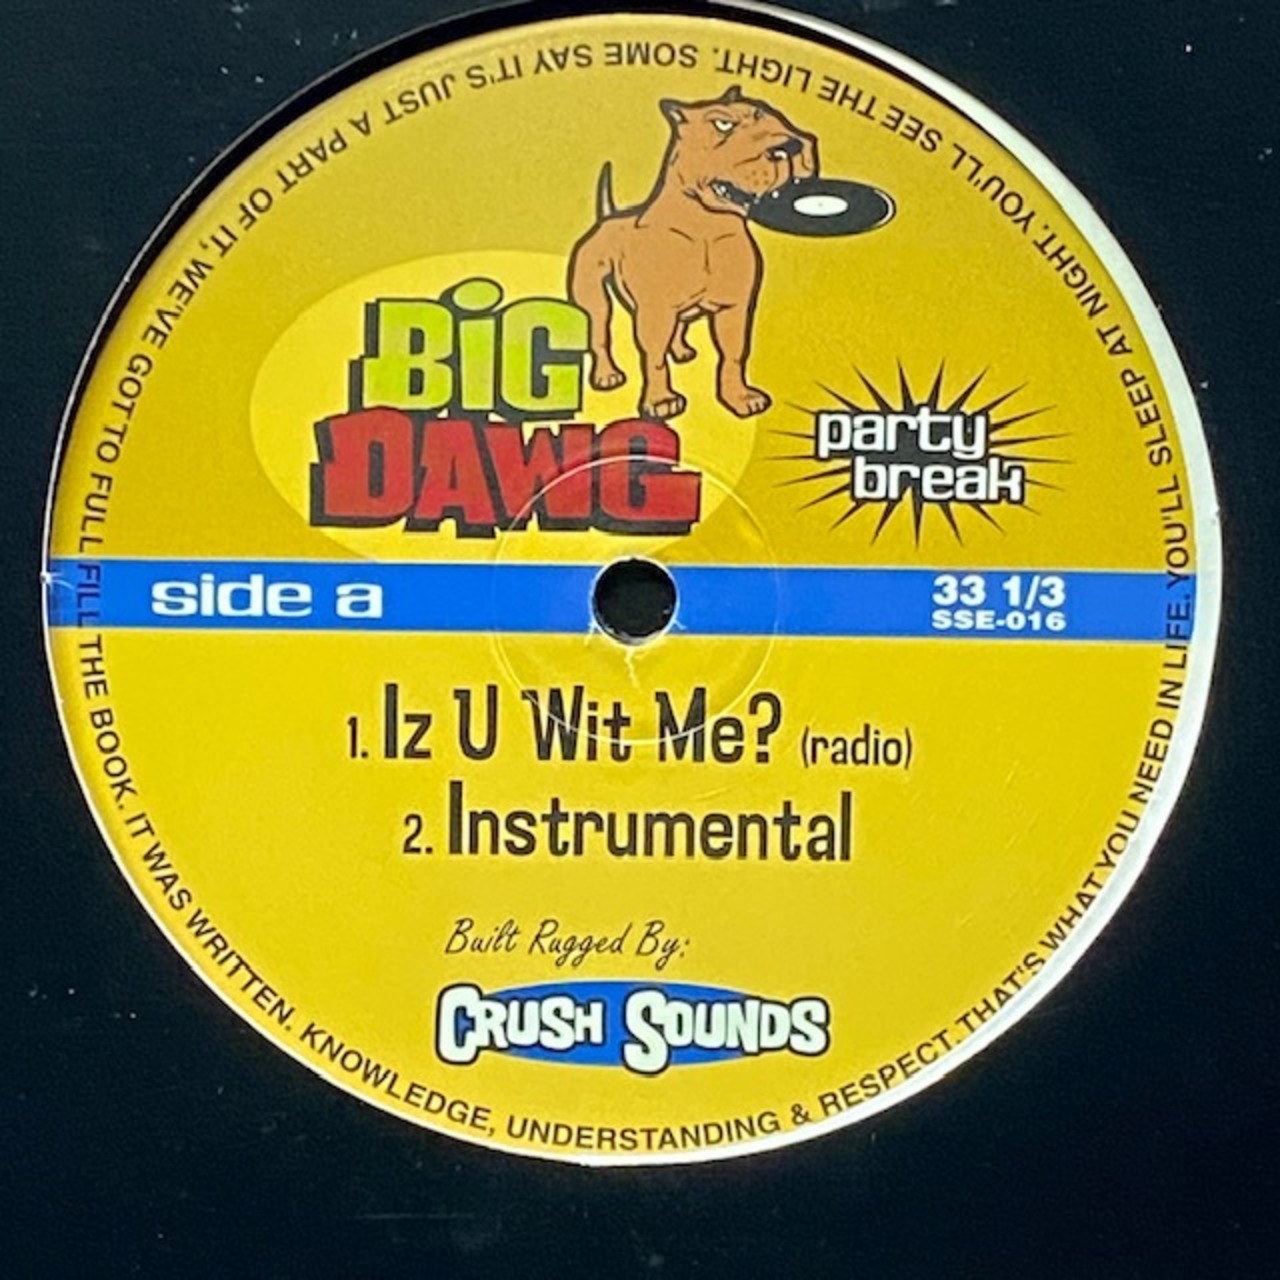 BiG
DAWG
party
break
side a
33 1/3
SSE-016
1. Iz U Wit Me? (radio)
2. Instrumental
Built Rugged By:
CRUSH SOUNDS
SOME SAY IT'S JUST A PART OF IT, WE'VE GOT TO FULL FILL THE BOOK. IT WAS WRITTEN. KNOWLEDGE, UNDERSTANDING & RESPECT. THAT'S WHAT YOU NEED IN LIFE. YOU'LL SLEEP AT NIGHT. YOU'LL SEE THE LIGHT.